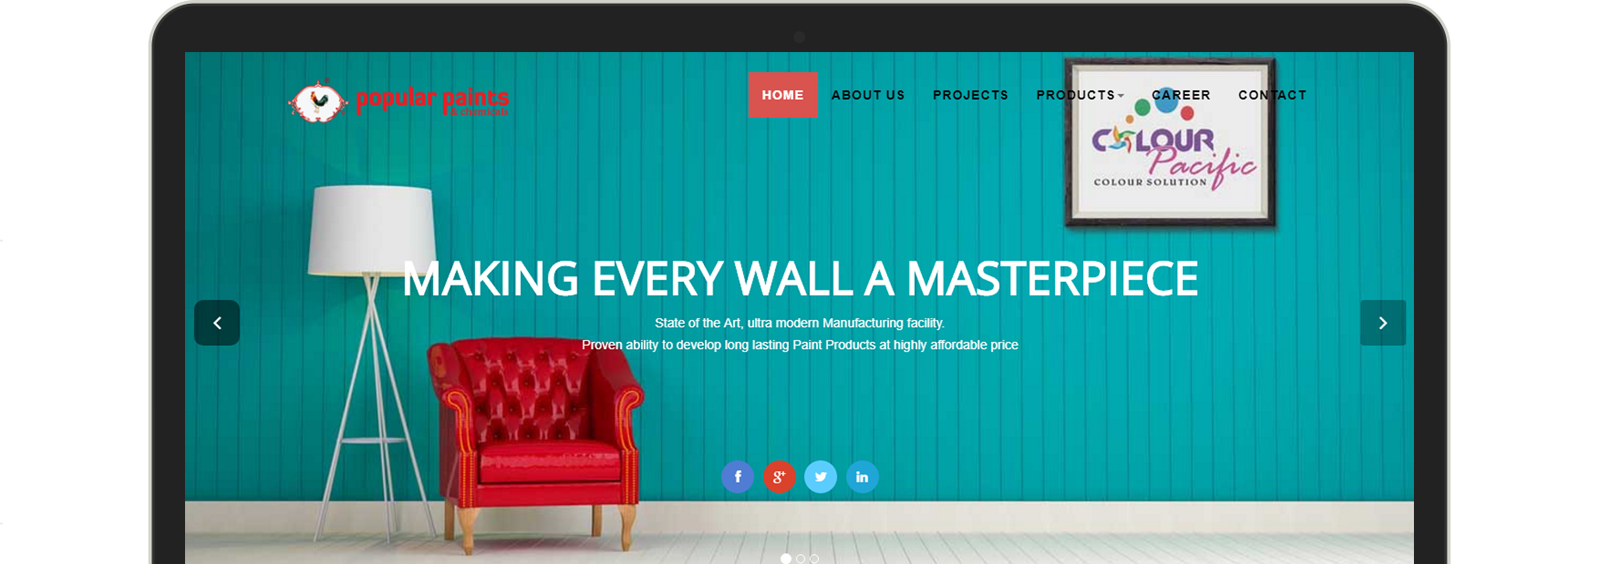 popular paints
& chemicals
HOME ABOUT US PROJECTS PRODUCTS CAREER CONTACT
COLOUR
Pacific
COLOUR SOLUTION
MAKING EVERY WALL A MASTERPIECE
State of the Art, ultra modern Manufacturing facility.
Proven ability to develop long lasting Paint Products at highly affordable price
f g+ in